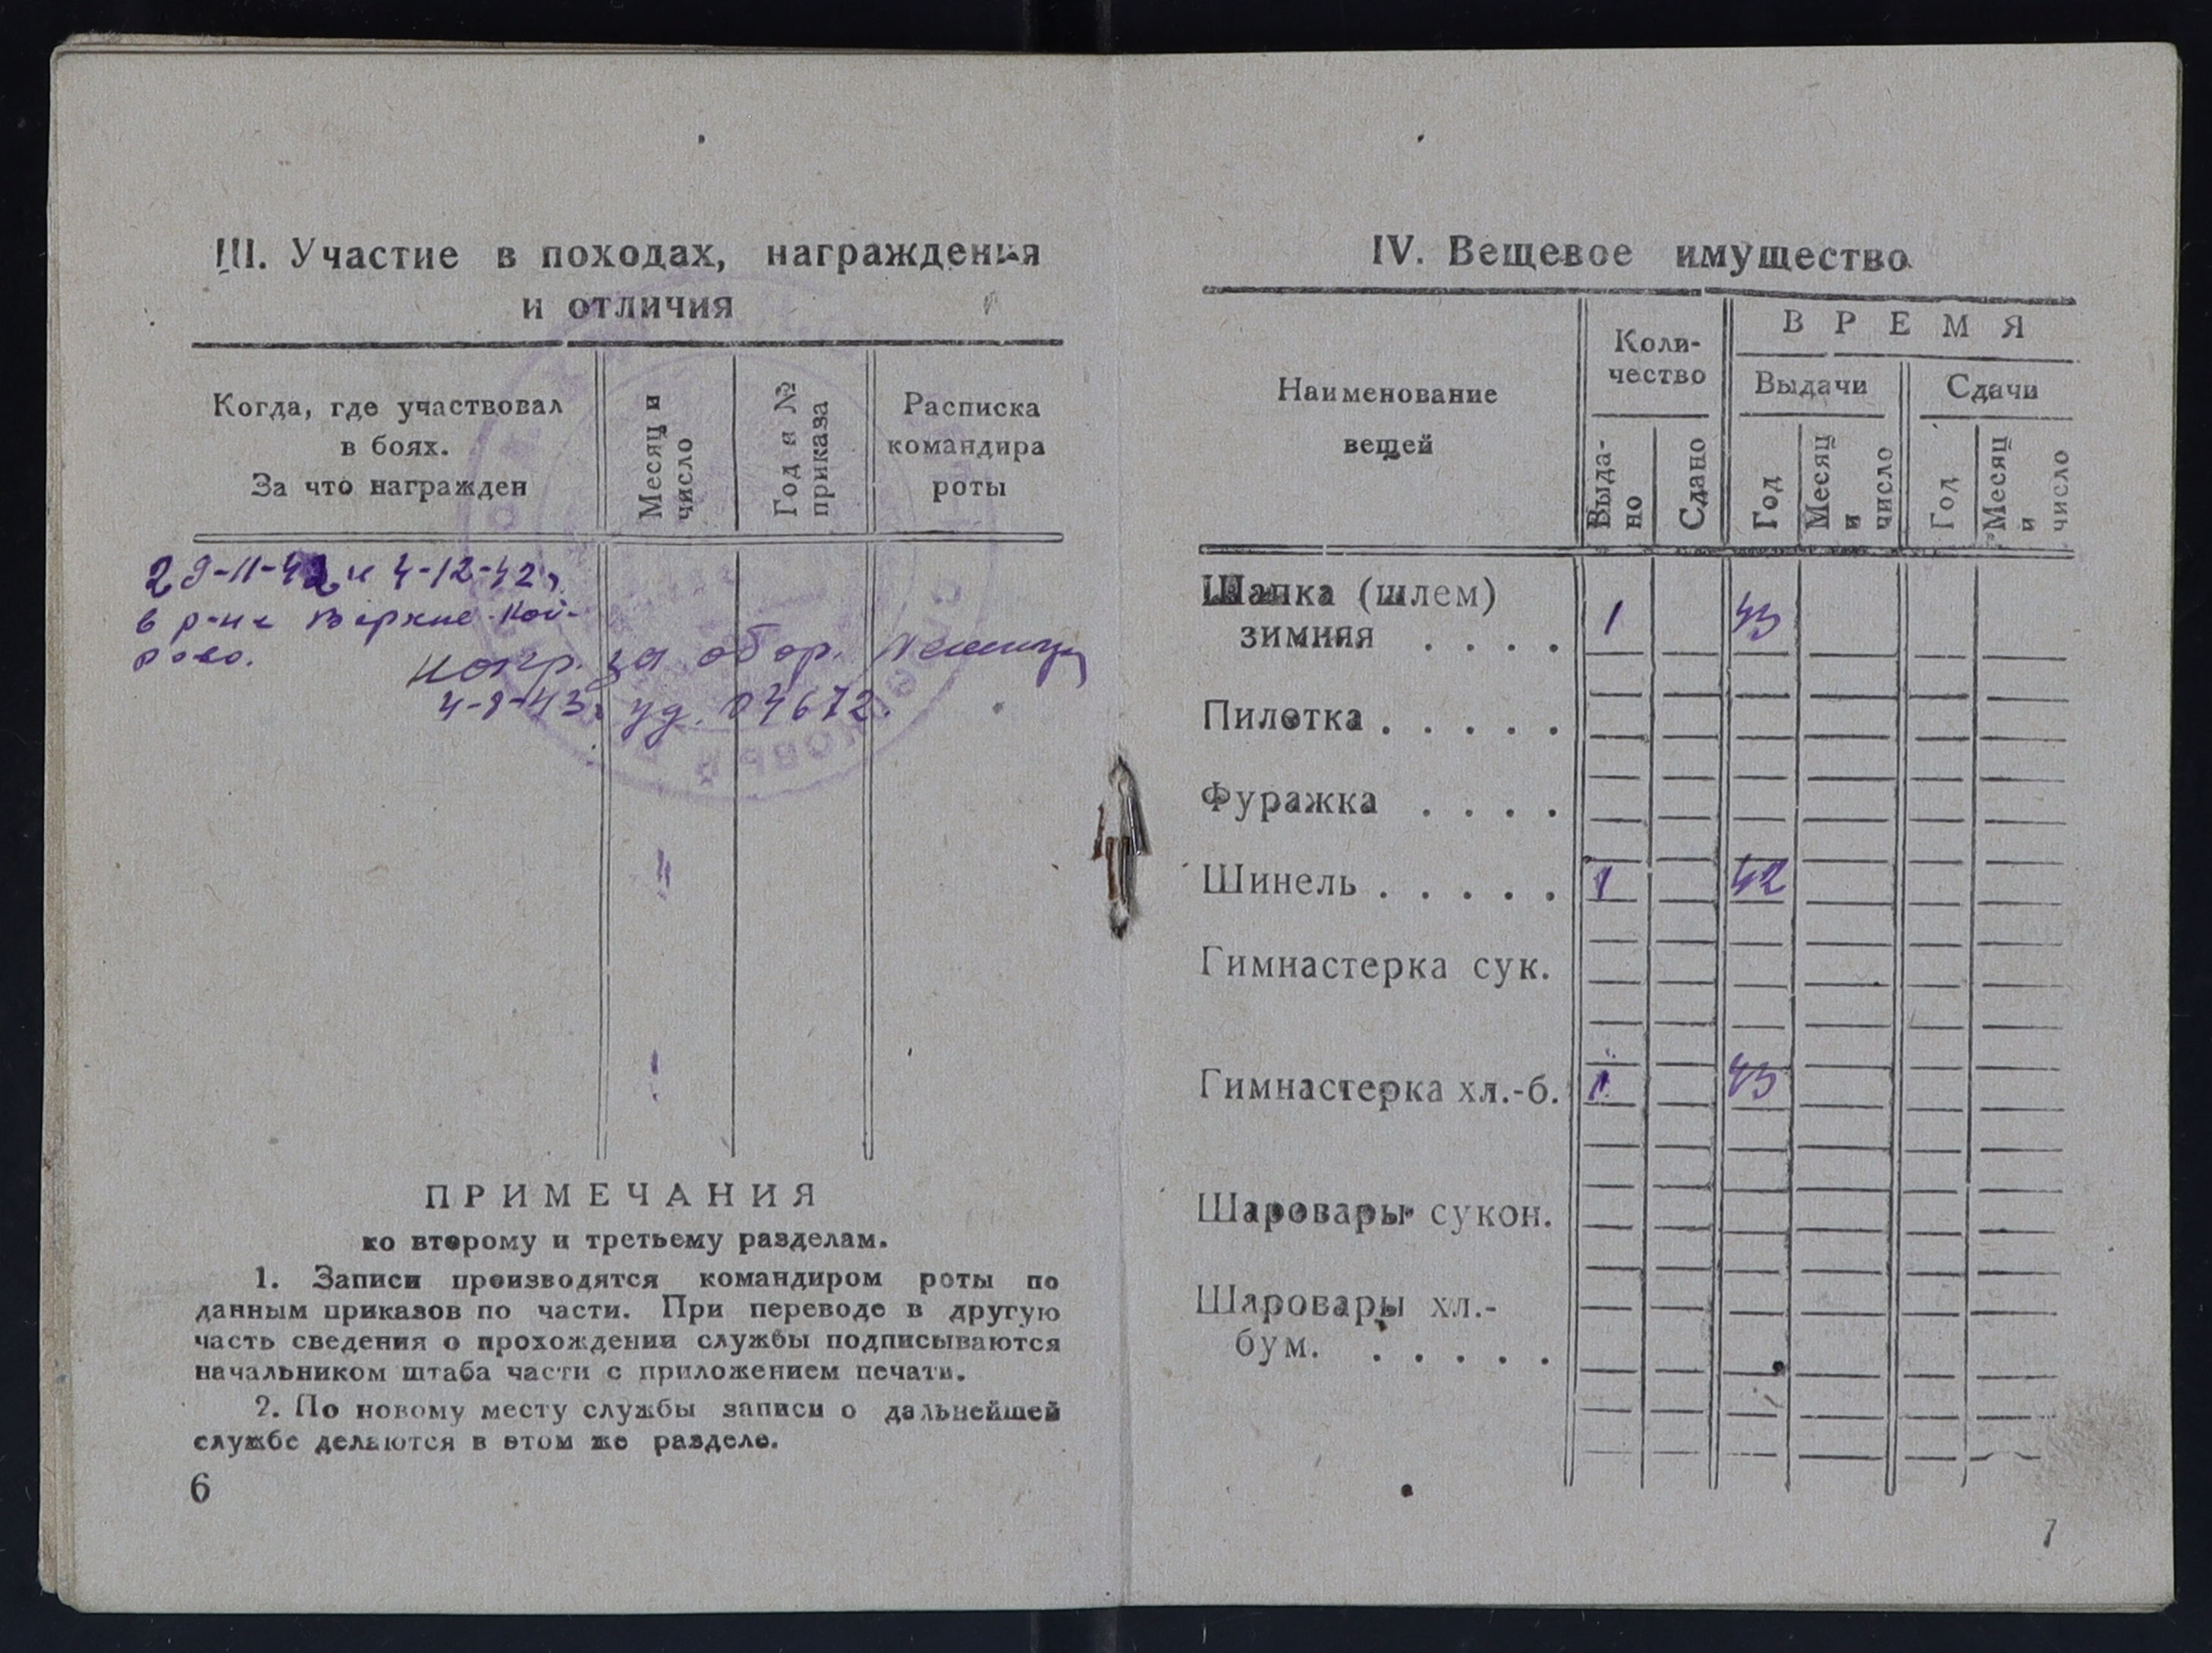 III. Участие в походах, награждения
и отличия
Когда, где участвовал
в боях.
За что награжден
Месяц и
число
Год и №
приказа
Расписка
командира
роты
29-11-42 и 4-12-42г.
в р-не Верхне-Кой-
рово.
нагр. за обор. Ленингр
4-9-43г уд. 07672.
ПРИМЕЧАНИЯ
ко второму и третьему разделам.
1. Записи производятся командиром роты по
данным приказов по части. При переводе в другую
часть сведения о прохождении службы подписываются
начальником штаба части с приложением печати.
2. По новому месту службы записи о дальнейшей
службе делаются в этом же разделе.
6
IV. Вещевое имущество
Наименование
вещей
Коли-
чество
ВРЕМЯ
Выдачи
Сдачи
Выда-
но
Сдано
Год
Месяц
и
число
Год
Месяц
и
число
Шапка (шлем)
зимняя . . . . 1 43
Пилотка . . . . .
Фуражка . . . .
Шинель . . . . . 1 42
Гимнастерка сук.
Гимнастерка хл.-б. 1 43
Шаровары сукон.
Шаровары хл.-
бум. . . . . .
7